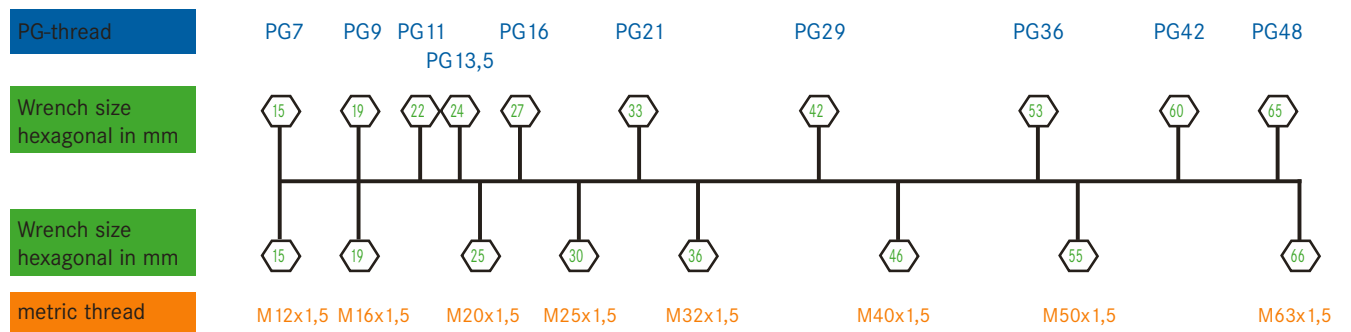 PG-thread
PG7 PG9 PG11 PG16 PG21 PG29 PG36 PG42 PG48
PG13,5
Wrench size
hexagonal in mm
15 19 22 24 27 33 42 53 60 65
Wrench size
hexagonal in mm
15 19 25 30 36 46 55 66
metric thread
M12x1,5 M16x1,5 M20x1,5 M25x1,5 M32x1,5 M40x1,5 M50x1,5 M63x1,5